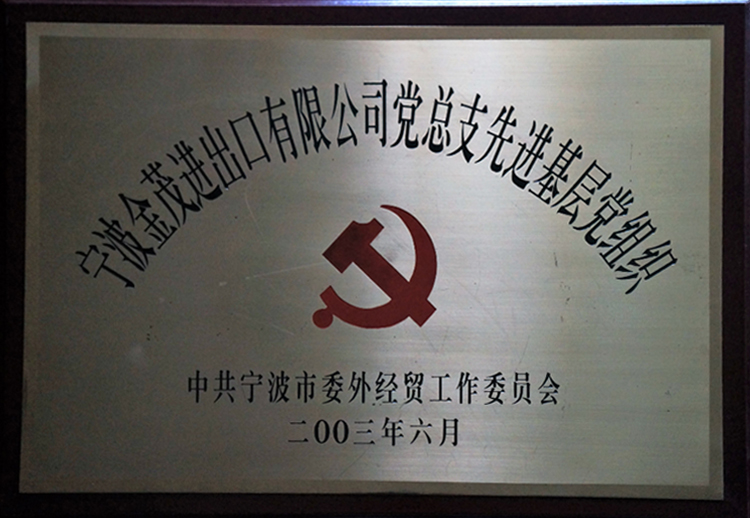 宁波金茂进出口有限公司党总支先进基层党组织
中共宁波市委外经贸工作委员会
二00三年六月